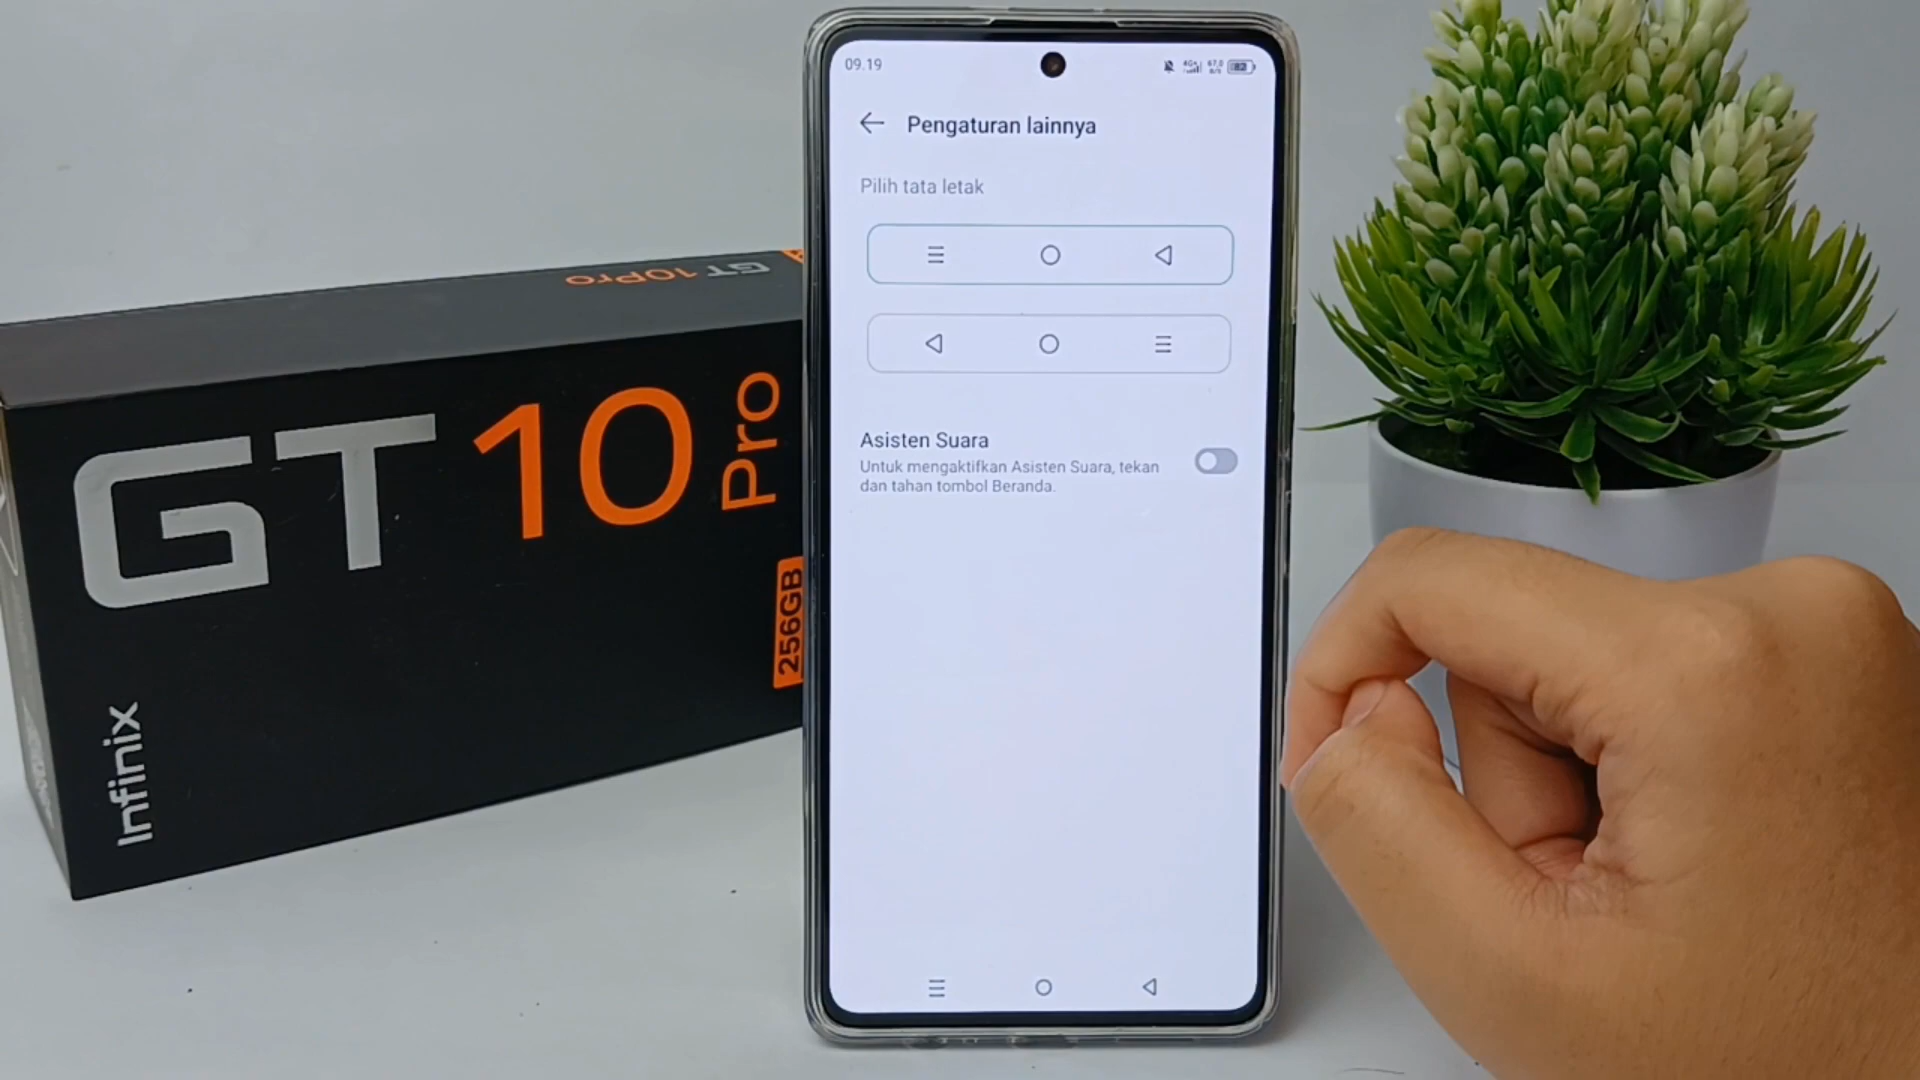 09.19
Pengaturan lainnya
Pilih tata letak
Asisten Suara
Untuk mengaktifkan Asisten Suara, tekan
dan tahan tombol Beranda.
GT 10Pro
GT 10 Pro
256GB
Infinix